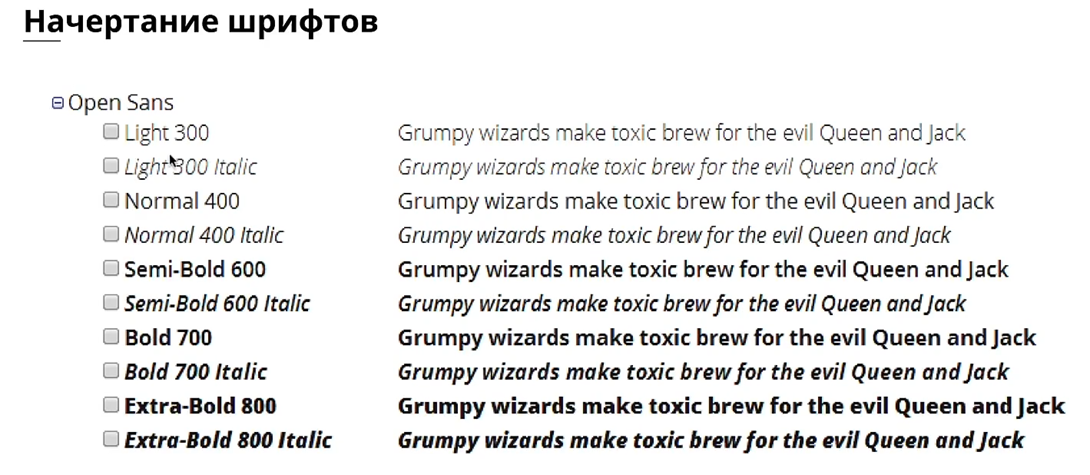 Начертание шрифтов
Open Sans
Light 300 Grumpy wizards make toxic brew for the evil Queen and Jack
Light 300 Italic Grumpy wizards make toxic brew for the evil Queen and Jack
Normal 400 Grumpy wizards make toxic brew for the evil Queen and Jack
Normal 400 Italic Grumpy wizards make toxic brew for the evil Queen and Jack
Semi-Bold 600 Grumpy wizards make toxic brew for the evil Queen and Jack
Semi-Bold 600 Italic Grumpy wizards make toxic brew for the evil Queen and Jack
Bold 700 Grumpy wizards make toxic brew for the evil Queen and Jack
Bold 700 Italic Grumpy wizards make toxic brew for the evil Queen and Jack
Extra-Bold 800 Grumpy wizards make toxic brew for the evil Queen and Jack
Extra-Bold 800 Italic Grumpy wizards make toxic brew for the evil Queen and Jack